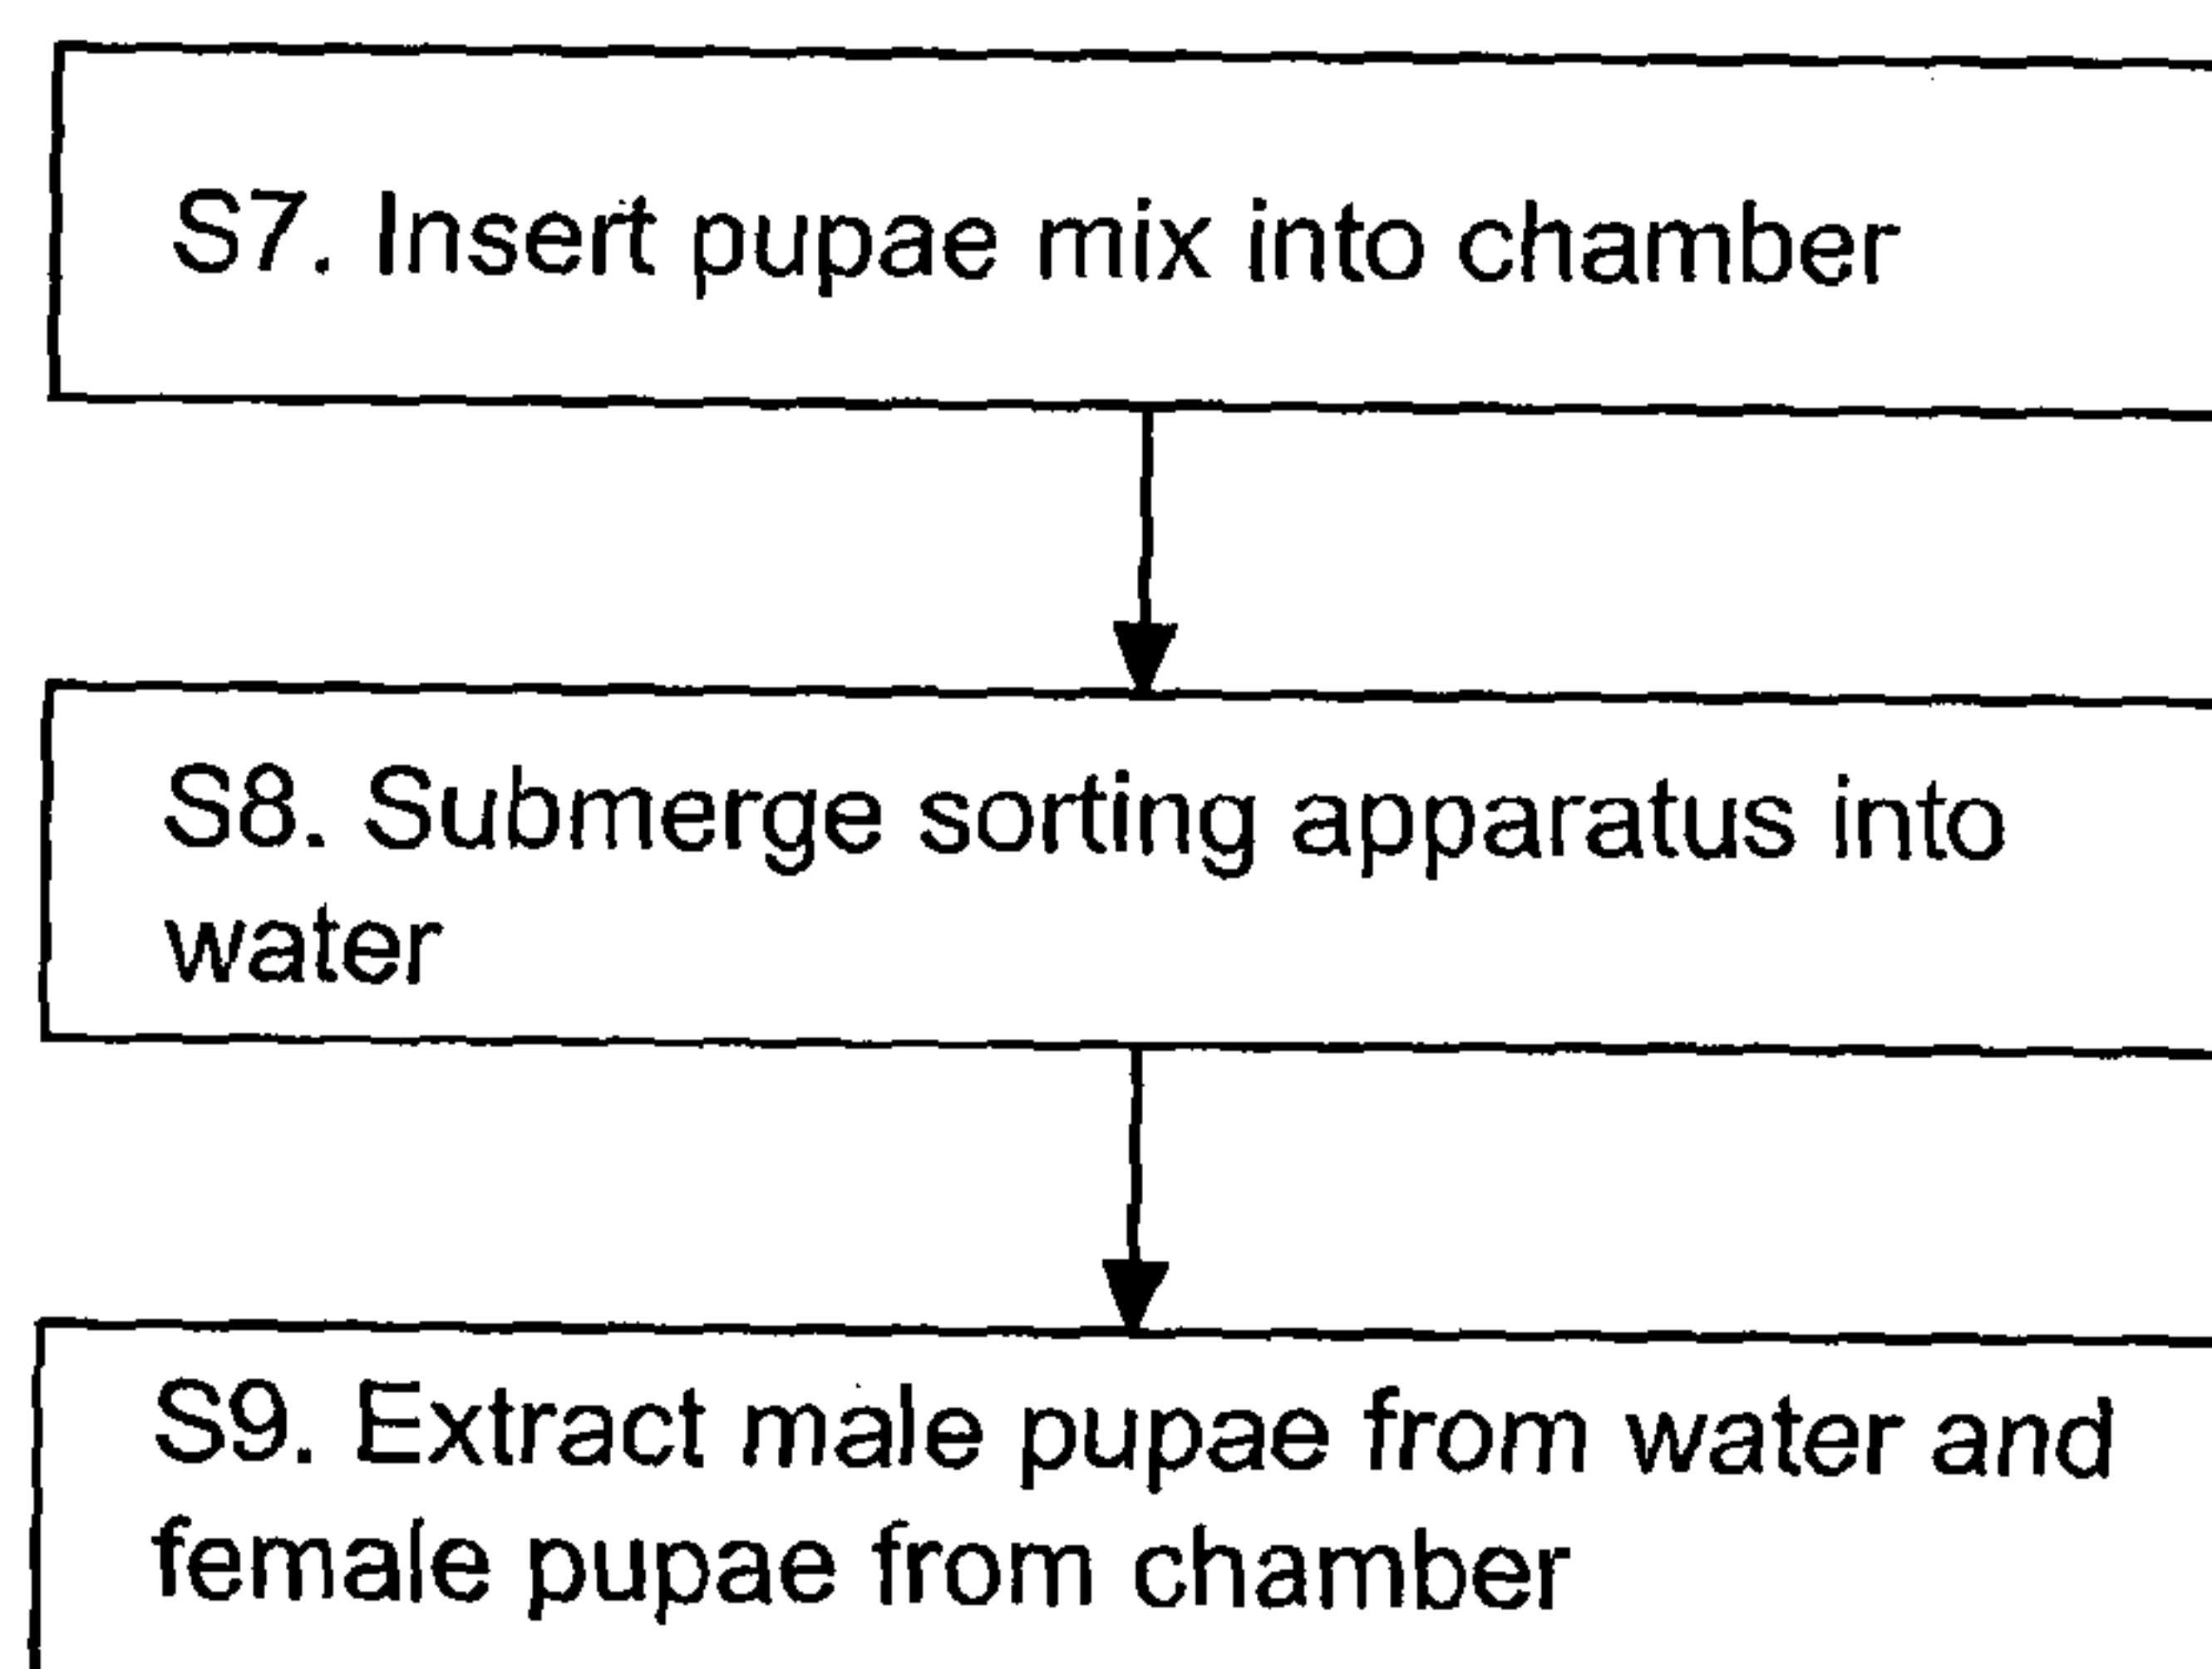 S7. Insert pupae mix into chamber
S8. Submerge sorting apparatus into
water
S9. Extract male pupae from water and
female pupae from chamber